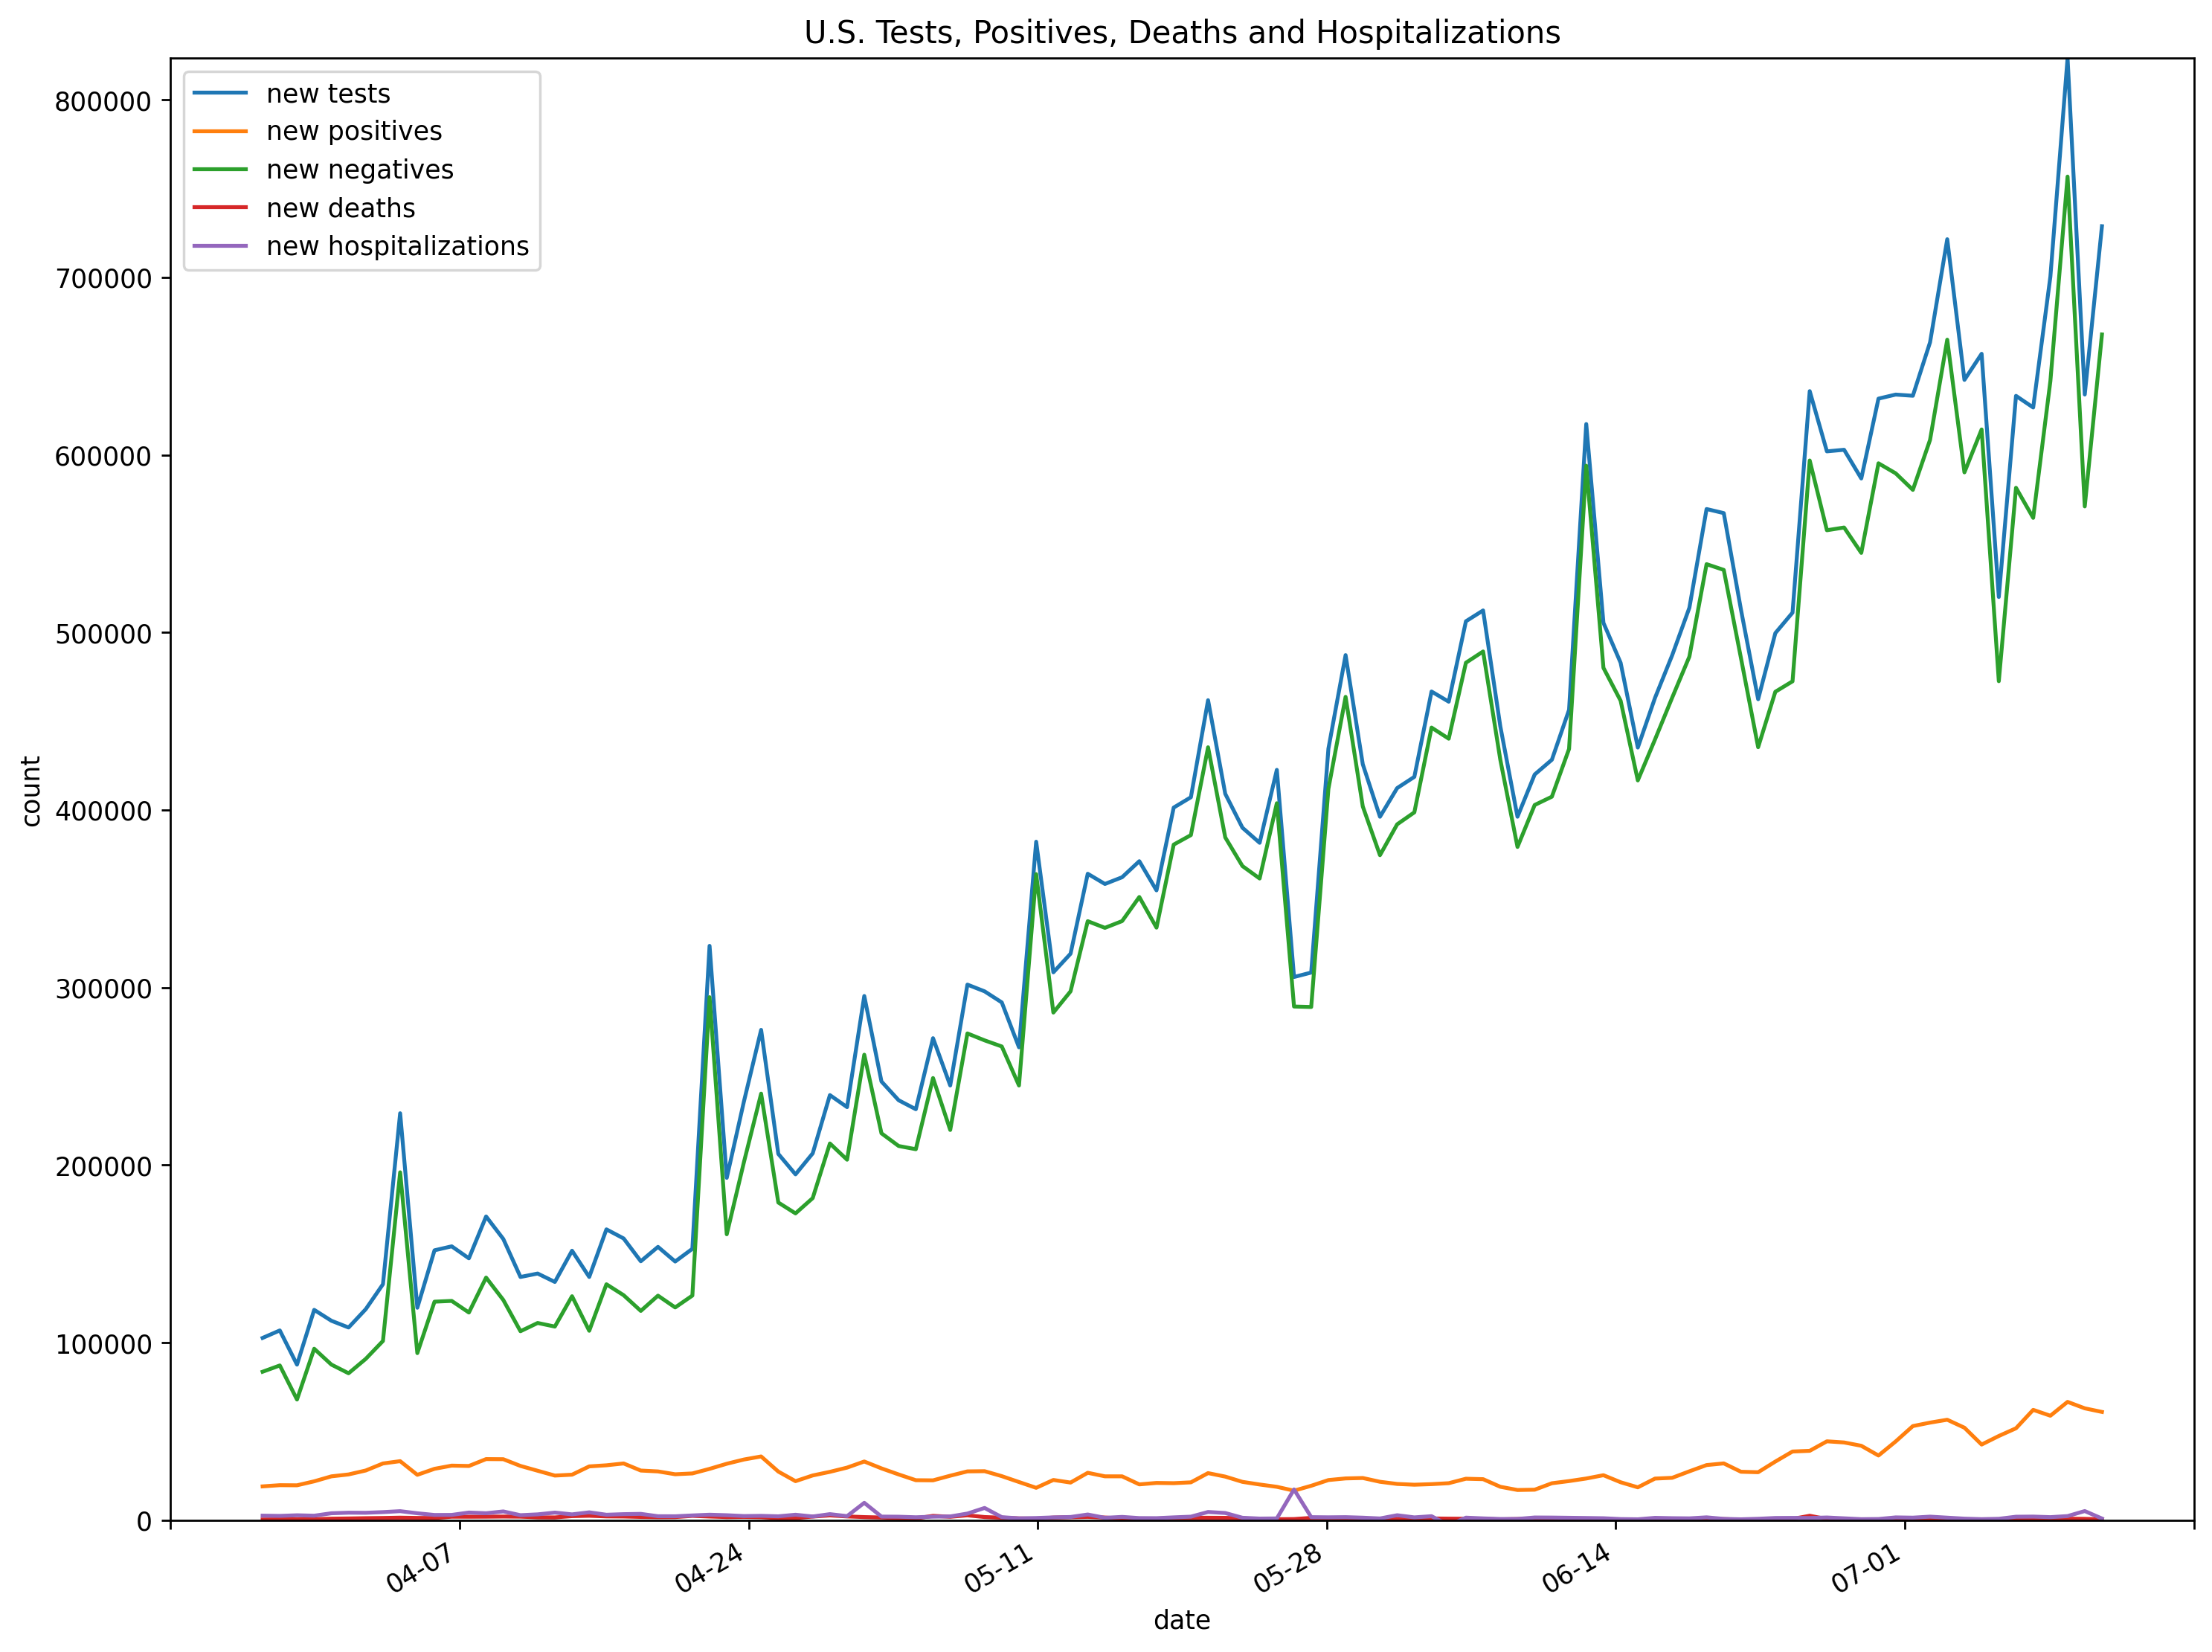 U.S. Tests, Positives, Deaths and Hospitalizations
new tests
new positives
new negatives
new deaths
new hospitalizations
800000
700000
600000
500000
400000
300000
200000
100000
0
count
04-07
04-24
05-11
05-28
06-14
07-01
date